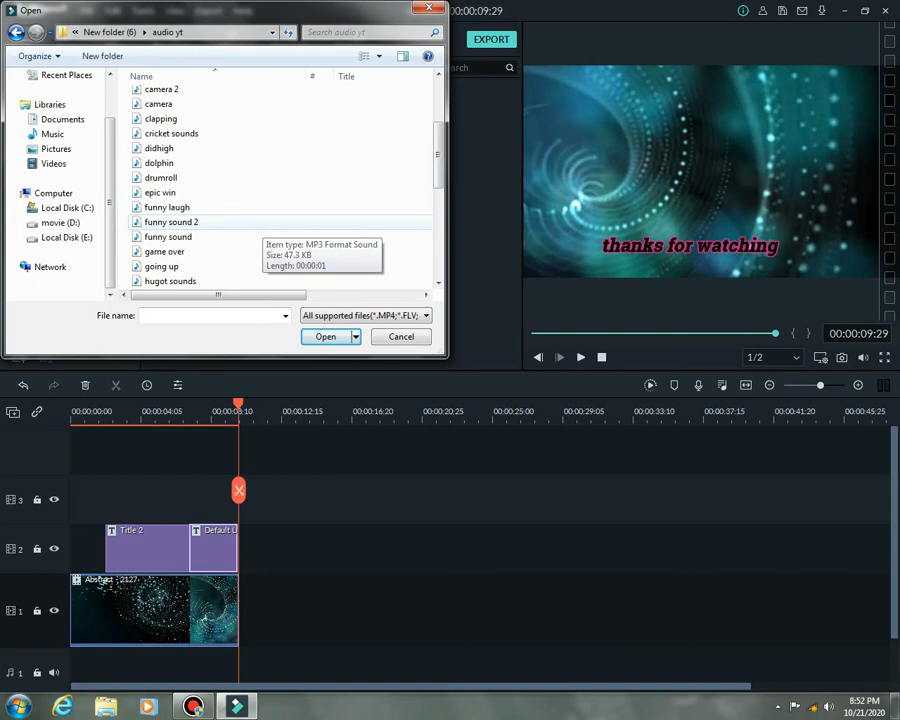 Open
00:00:09:29
New folder (6) ▸ audio yt
Search audio yt
EXPORT
Organize
New folder
Recent Places
Libraries
Documents
Music
Pictures
Videos
Computer
Local Disk (C:)
movie (D:)
Local Disk (E:)
Network
Name
#
Title
camera 2
camera
clapping
cricket sounds
didhigh
dolphin
drumroll
epic win
funny laugh
funny sound 2
funny sound
game over
going up
hugot sounds
Item type: MP3 Format Sound
Size: 47.3 KB
Length: 00:00:01
File name:
All supported files(*.MP4;*.FLV;
Open
Cancel
thanks for watching
00:00:09:29
1/2
00:00:00:00
00:00:04:05
00:00:12:15
00:00:16:20
00:00:20:25
00:00:25:00
00:00:29:05
00:00:33:10
00:00:37:15
00:00:41:20
00:00:45:25
3
2
Title 2
Default L
1
1
8:52 PM
10/21/2020